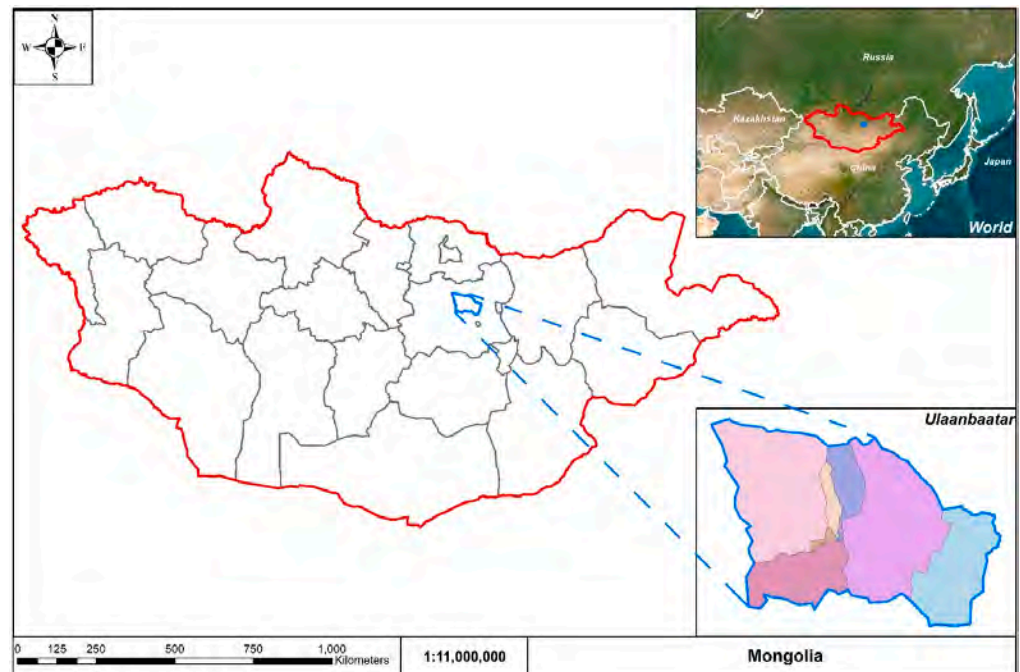 N
W E
S
Russia
Kazakhstan
China
Japan
World
Ulaanbaatar
0 125 250 500 750 1,000
Kilometers
1:11,000,000
Mongolia